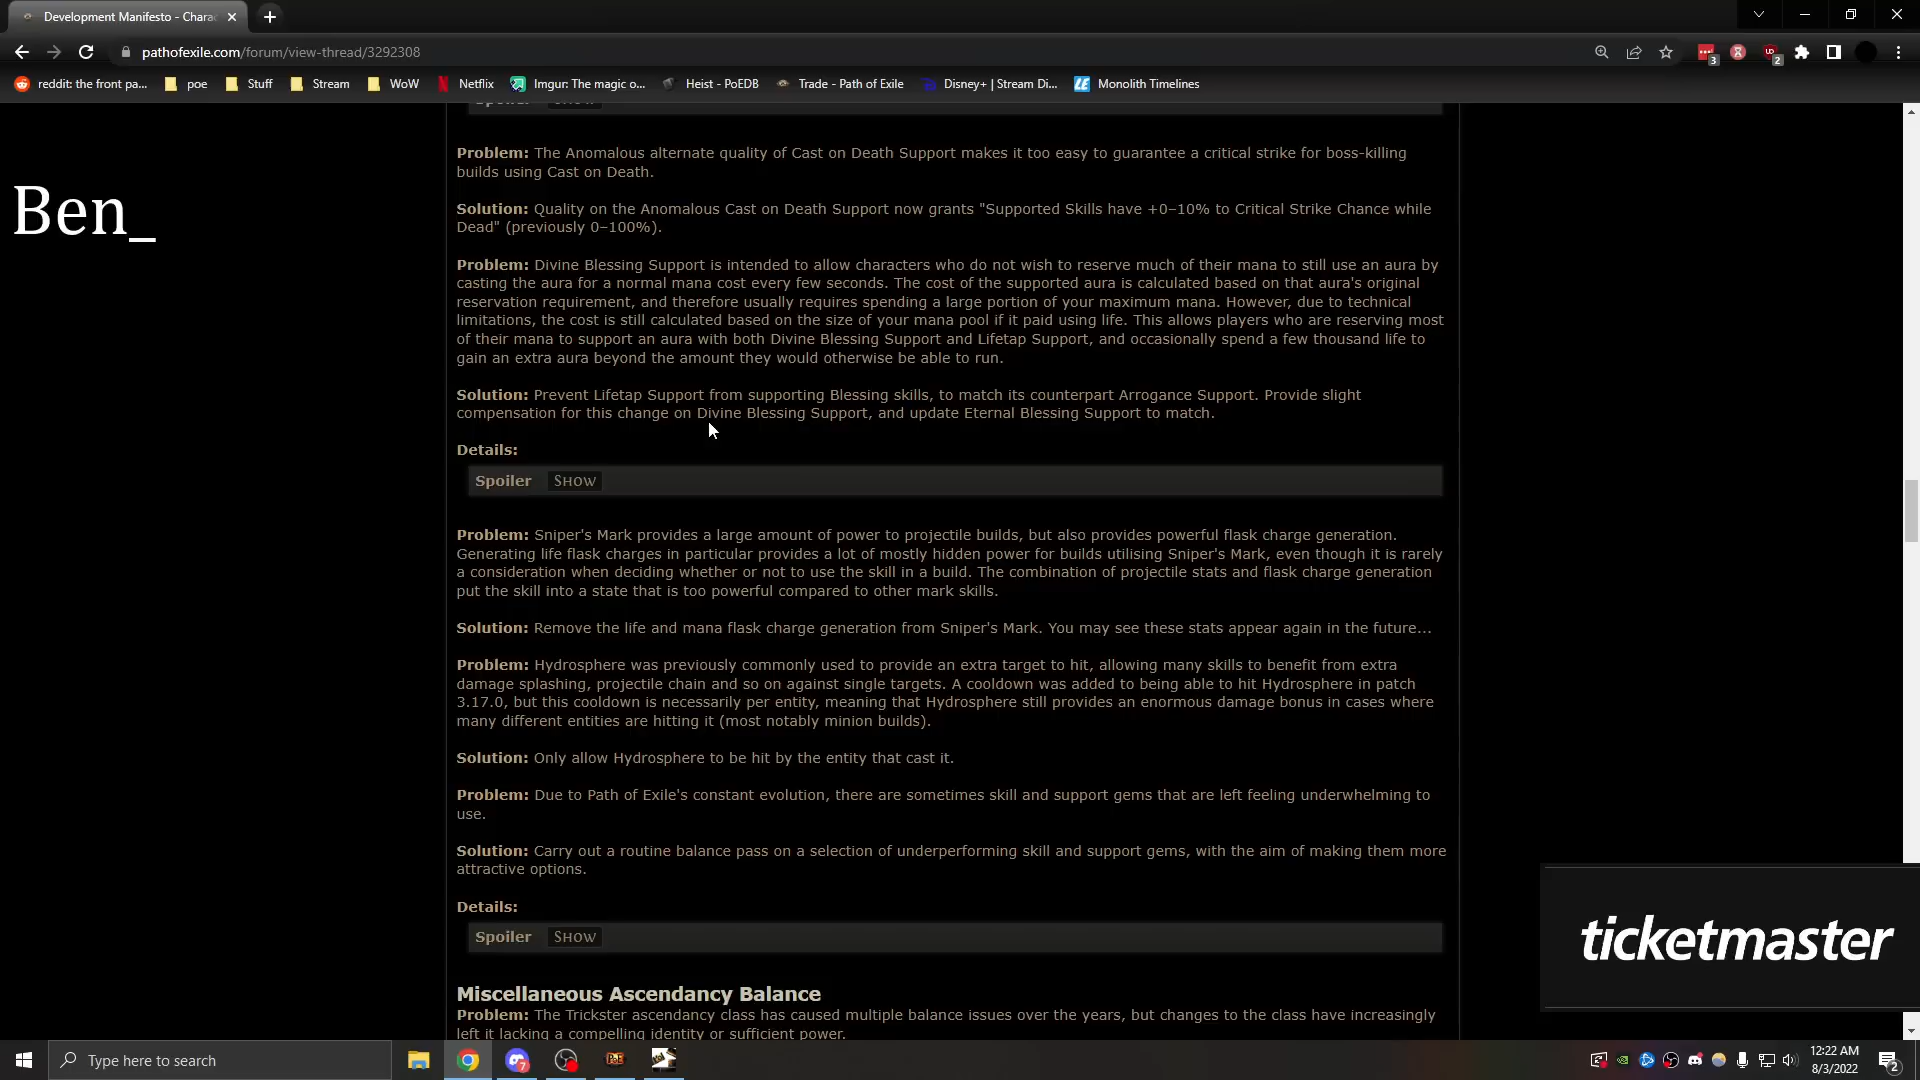 Development Manifesto - Charac
pathofexile.com/forum/view-thread/3292308
3
2
reddit: the front pa...
poe
Stuff
Stream
WoW
Netflix
Imgur: The magic o...
Heist - PoEDB
Trade - Path of Exile
Disney+ | Stream Di...
Monolith Timelines
Ben_
Problem: The Anomalous alternate quality of Cast on Death Support makes it too easy to guarantee a critical strike for boss-killing
builds using Cast on Death.
Solution: Quality on the Anomalous Cast on Death Support now grants "Supported Skills have +0–10% to Critical Strike Chance while
Dead" (previously 0–100%).
Problem: Divine Blessing Support is intended to allow characters who do not wish to reserve much of their mana to still use an aura by
casting the aura for a normal mana cost every few seconds. The cost of the supported aura is calculated based on that aura's original
reservation requirement, and therefore usually requires spending a large portion of your maximum mana. However, due to technical
limitations, the cost is still calculated based on the size of your mana pool if it paid using life. This allows players who are reserving most
of their mana to support an aura with both Divine Blessing Support and Lifetap Support, and occasionally spend a few thousand life to
gain an extra aura beyond the amount they would otherwise be able to run.
Solution: Prevent Lifetap Support from supporting Blessing skills, to match its counterpart Arrogance Support. Provide slight
compensation for this change on Divine Blessing Support, and update Eternal Blessing Support to match.
Details:
Spoiler Show
Problem: Sniper's Mark provides a large amount of power to projectile builds, but also provides powerful flask charge generation.
Generating life flask charges in particular provides a lot of mostly hidden power for builds utilising Sniper's Mark, even though it is rarely
a consideration when deciding whether or not to use the skill in a build. The combination of projectile stats and flask charge generation
put the skill into a state that is too powerful compared to other mark skills.
Solution: Remove the life and mana flask charge generation from Sniper's Mark. You may see these stats appear again in the future...
Problem: Hydrosphere was previously commonly used to provide an extra target to hit, allowing many skills to benefit from extra
damage splashing, projectile chain and so on against single targets. A cooldown was added to being able to hit Hydrosphere in patch
3.17.0, but this cooldown is necessarily per entity, meaning that Hydrosphere still provides an enormous damage bonus in cases where
many different entities are hitting it (most notably minion builds).
Solution: Only allow Hydrosphere to be hit by the entity that cast it.
Problem: Due to Path of Exile's constant evolution, there are sometimes skill and support gems that are left feeling underwhelming to
use.
Solution: Carry out a routine balance pass on a selection of underperforming skill and support gems, with the aim of making them more
attractive options.
Details:
Spoiler Show
Miscellaneous Ascendancy Balance
Problem: The Trickster ascendancy class has caused multiple balance issues over the years, but changes to the class have increasingly
left it lacking a compelling identity or sufficient power.
ticketmaster
Type here to search
7
12:22 AM
8/3/2022
2